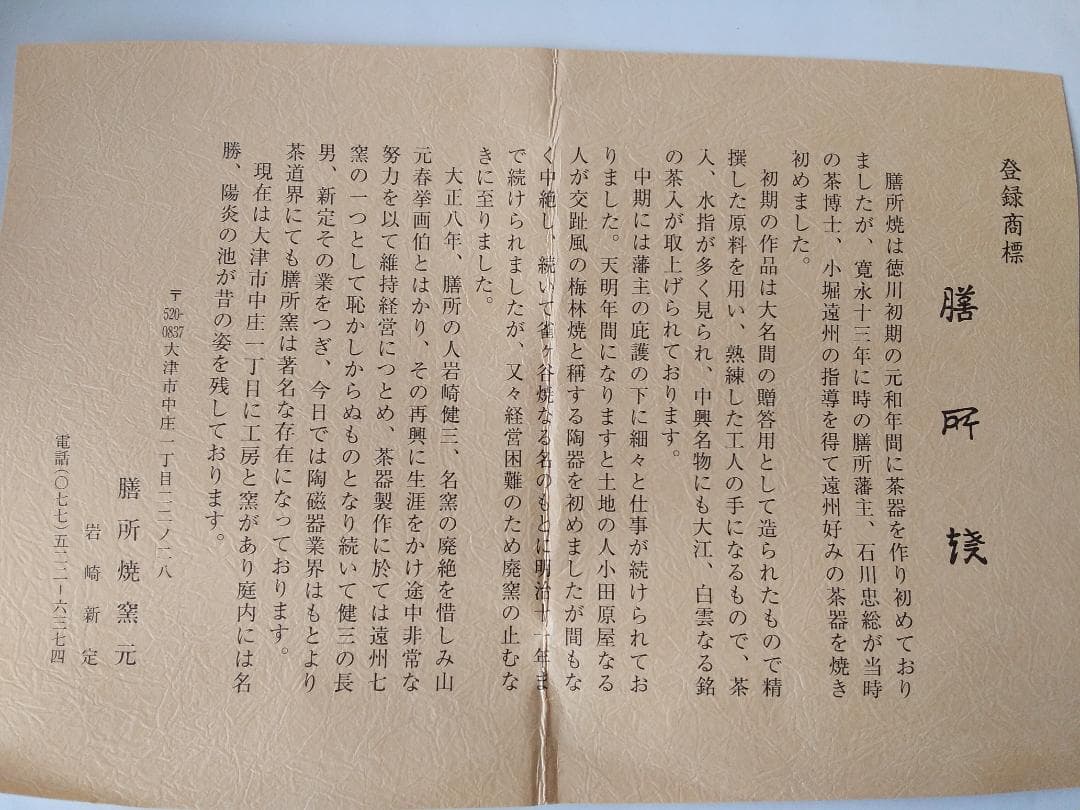 登録商標
膳所焼
膳所焼は徳川初期の元和年間に茶器を作り初めており
ましたが、寛永十三年に時の膳所藩主、石川忠総が当時
の茶博士、小堀遠州の指導を得て遠州好みの茶器を焼き
初めました。
初期の作品は大名間の贈答用として造られたもので精
撰した原料を用い、熟練した工人の手になるもので、茶
入、水指が多く見られ、中興名物にも大江、白雲なる銘
の茶入が取上げられております。
中期には藩主の庇護の下に細々と仕事が続けられてお
りました。天明年間になりますと土地の人小田原屋なる
人が交趾風の梅林焼と稱する陶器を初めましたが間もな
く中絶し、続いて雀ヶ谷焼なる名のもとに明治十一年ま
で続けられましたが、又々経営困難のため廃窯の止むな
きに至りました。
大正八年、膳所の人岩崎健三、名窯の廃絶を惜しみ山
元春挙画伯とはかり、その再興に生涯をかけ途中非常な
努力を以て維持経営につとめ、茶器製作に於ては遠州七
窯の一つとして恥かしからぬものとなり続いて健三の長
男、新定その業をつぎ、今日では陶磁器業界はもとより
茶道界にても膳所窯は著名な存在になっております。
現在は大津市中庄一丁目に工房と窯があり庭内には名
勝、陽炎の池が昔の姿を残しております。
〒520-0837大津市中庄一丁目二二ノ二八
膳所焼窯元
岩崎新定
電話(〇七七)五二二ー六三七四